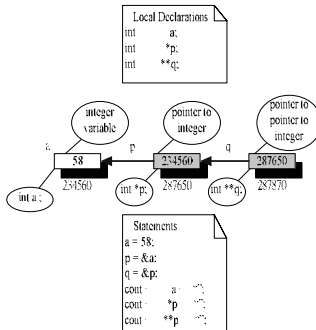 Local Declarations
int a;
int *p;
int **q;
integer
variable
pointer to
integer
pointer to
pointer to
integer
a
p
q
58
234560
287650
int a;
int *p;
int **q;
234560
287650
287870
Statements
a = 58;
p = &a;
q = &p;
cout a
cout *p
cout **p